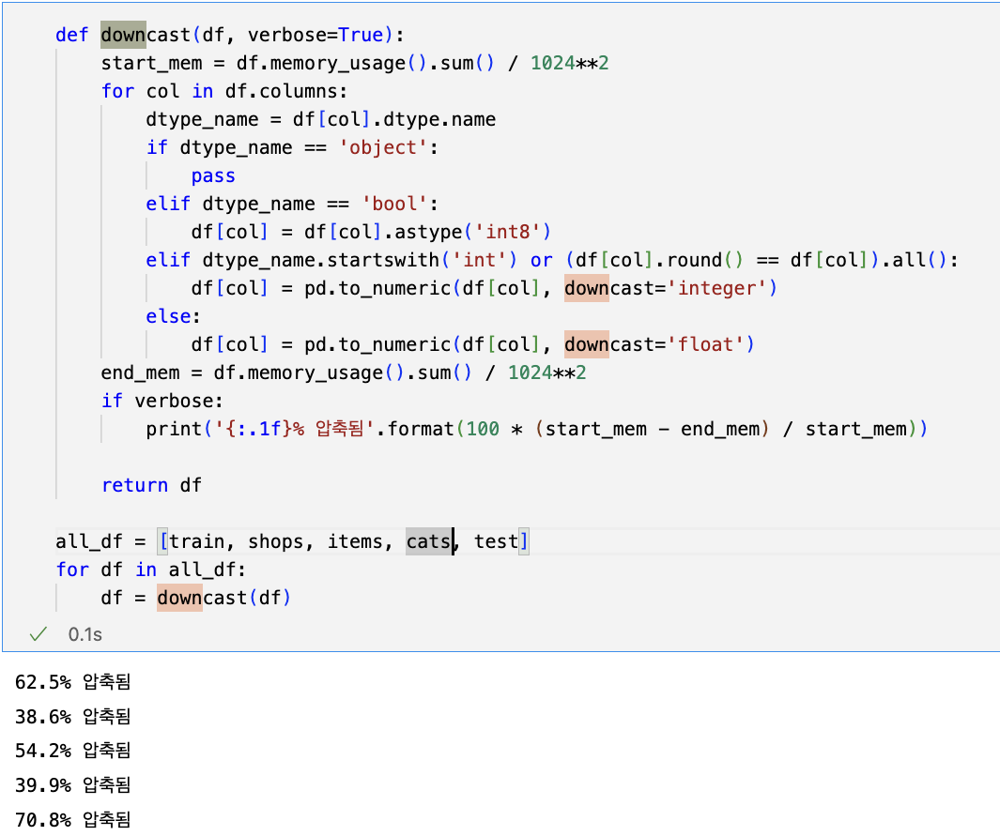 def downcast(df, verbose=True):
    start_mem = df.memory_usage().sum() / 1024**2
    for col in df.columns:
        dtype_name = df[col].dtype.name
        if dtype_name == 'object':
            pass
        elif dtype_name == 'bool':
            df[col] = df[col].astype('int8')
        elif dtype_name.startswith('int') or (df[col].round() == df[col]).all():
            df[col] = pd.to_numeric(df[col], downcast='integer')
        else:
            df[col] = pd.to_numeric(df[col], downcast='float')
    end_mem = df.memory_usage().sum() / 1024**2
    if verbose:
        print('{:.1f}% 압축됨'.format(100 * (start_mem - end_mem) / start_mem))
    return df
all_df = [train, shops, items, cats, test]
for df in all_df:
    df = downcast(df)
0.1s
62.5% 압축됨
38.6% 압축됨
54.2% 압축됨
39.9% 압축됨
70.8% 압축됨